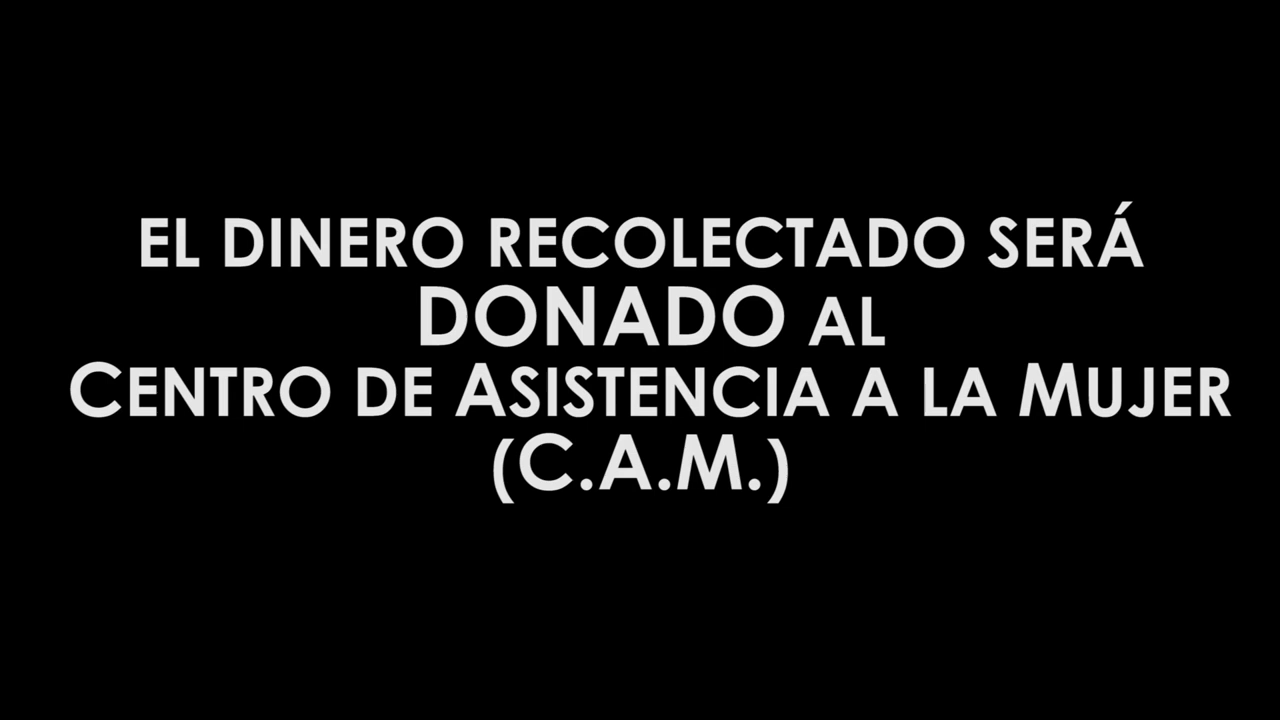 EL DINERO RECOLECTADO SERÁ
DONADO AL
CENTRO DE ASISTENCIA A LA MUJER
(C.A.M.)